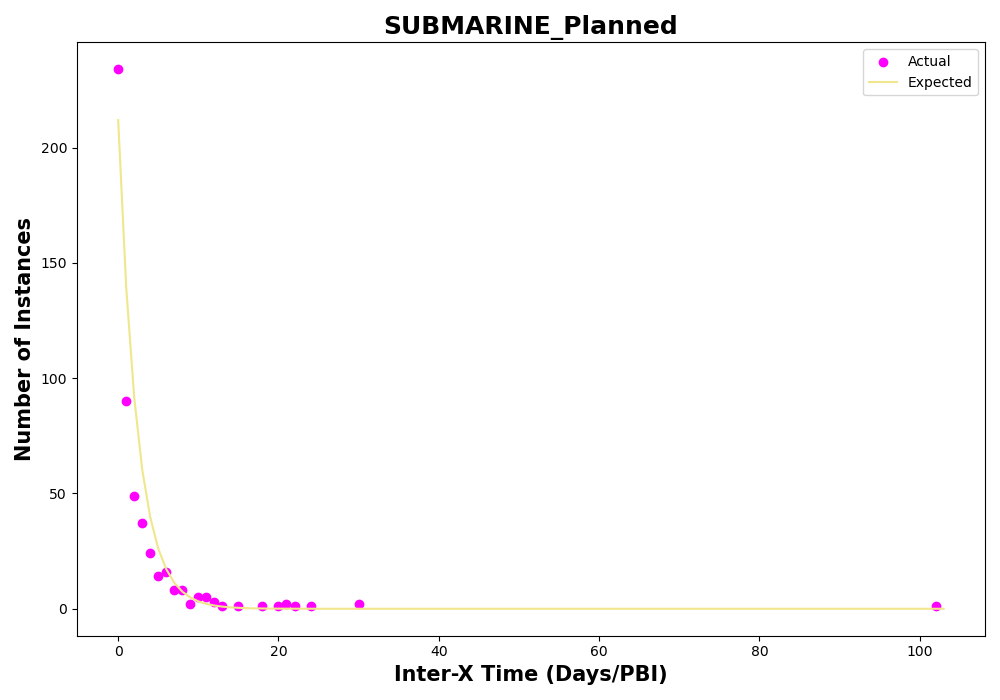 SUBMARINE_Planned
Actual
Expected
200
150
100
50
0
Number of Instances
0
20
40
60
80
100
Inter-X Time (Days/PBI)